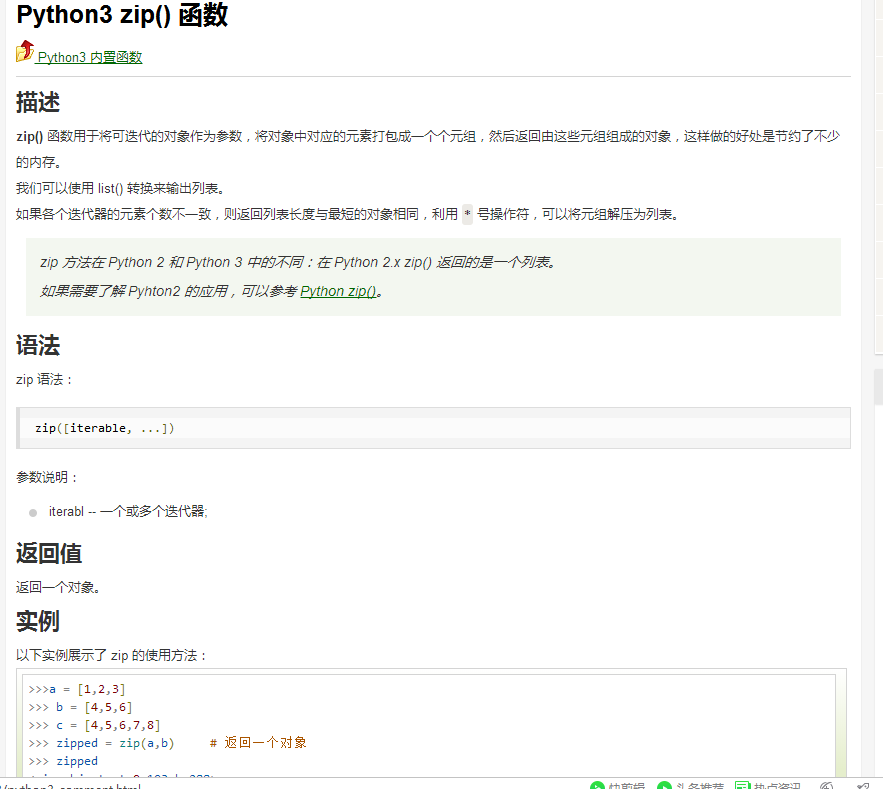 Python3 zip() 函数
Python3 内置函数
描述
zip() 函数用于将可迭代的对象作为参数，将对象中对应的元素打包成一个个元组，然后返回由这些元组组成的对象，这样做的好处是节约了不少
的内存。
我们可以使用 list() 转换来输出列表。
如果各个迭代器的元素个数不一致，则返回列表长度与最短的对象相同，利用 * 号操作符，可以将元组解压为列表。
zip 方法在 Python 2 和 Python 3 中的不同：在 Python 2.x zip() 返回的是一个列表。
如果需要了解 Pyhton2 的应用，可以参考 Python zip()。
语法
zip 语法：
zip([iterable, ...])
参数说明：
iterabl -- 一个或多个迭代器;
返回值
返回一个对象。
实例
以下实例展示了 zip 的使用方法：
>>>a = [1,2,3]
>>> b = [4,5,6]
>>> c = [4,5,6,7,8]
>>> zipped = zip(a,b)     # 返回一个对象
>>> zipped